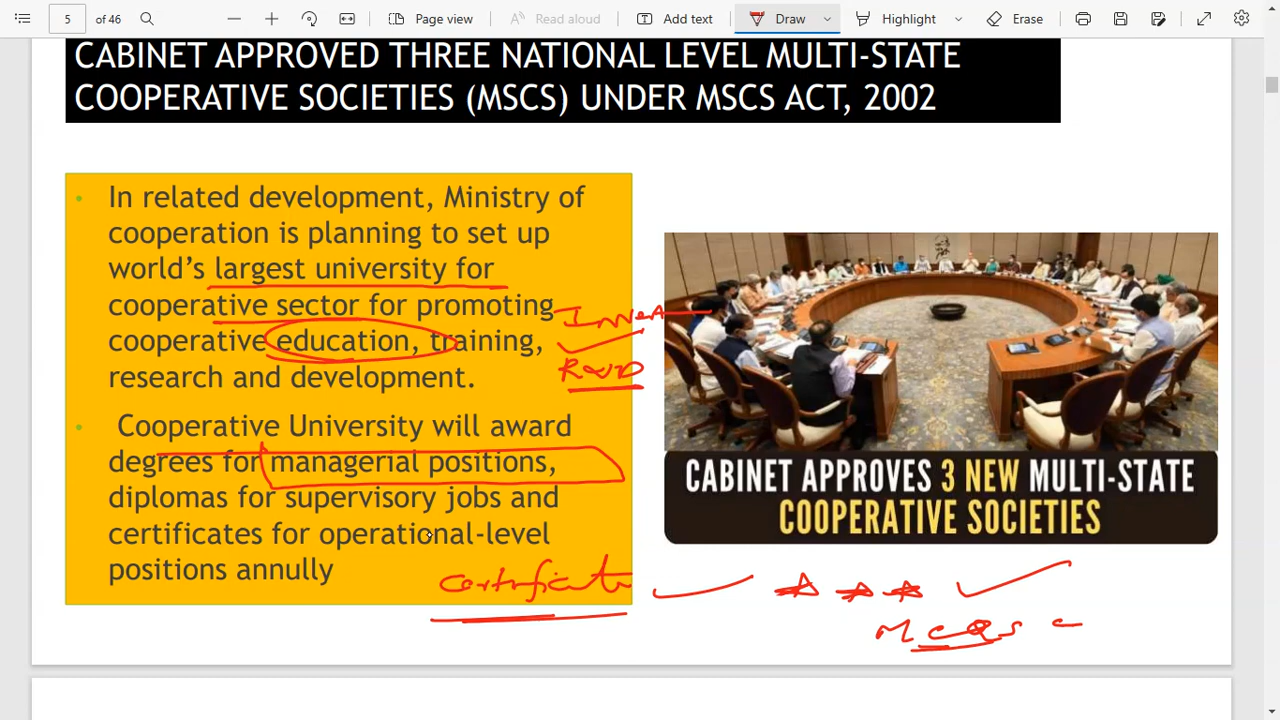 5 of 46 Page view Read aloud Add text Draw Highlight Erase
CABINET APPROVED THREE NATIONAL LEVEL MULTI-STATE
COOPERATIVE SOCIETIES (MSCS) UNDER MSCS ACT, 2002
• In related development, Ministry of
cooperation is planning to set up
world's largest university for
cooperative sector for promoting
cooperative education, training,
research and development.
R&D
• Cooperative University will award
degrees for managerial positions,
diplomas for supervisory jobs and
certificates for operational-level
positions annully
CABINET APPROVES 3 NEW MULTI-STATE
COOPERATIVE SOCIETIES
certificate
MCQs